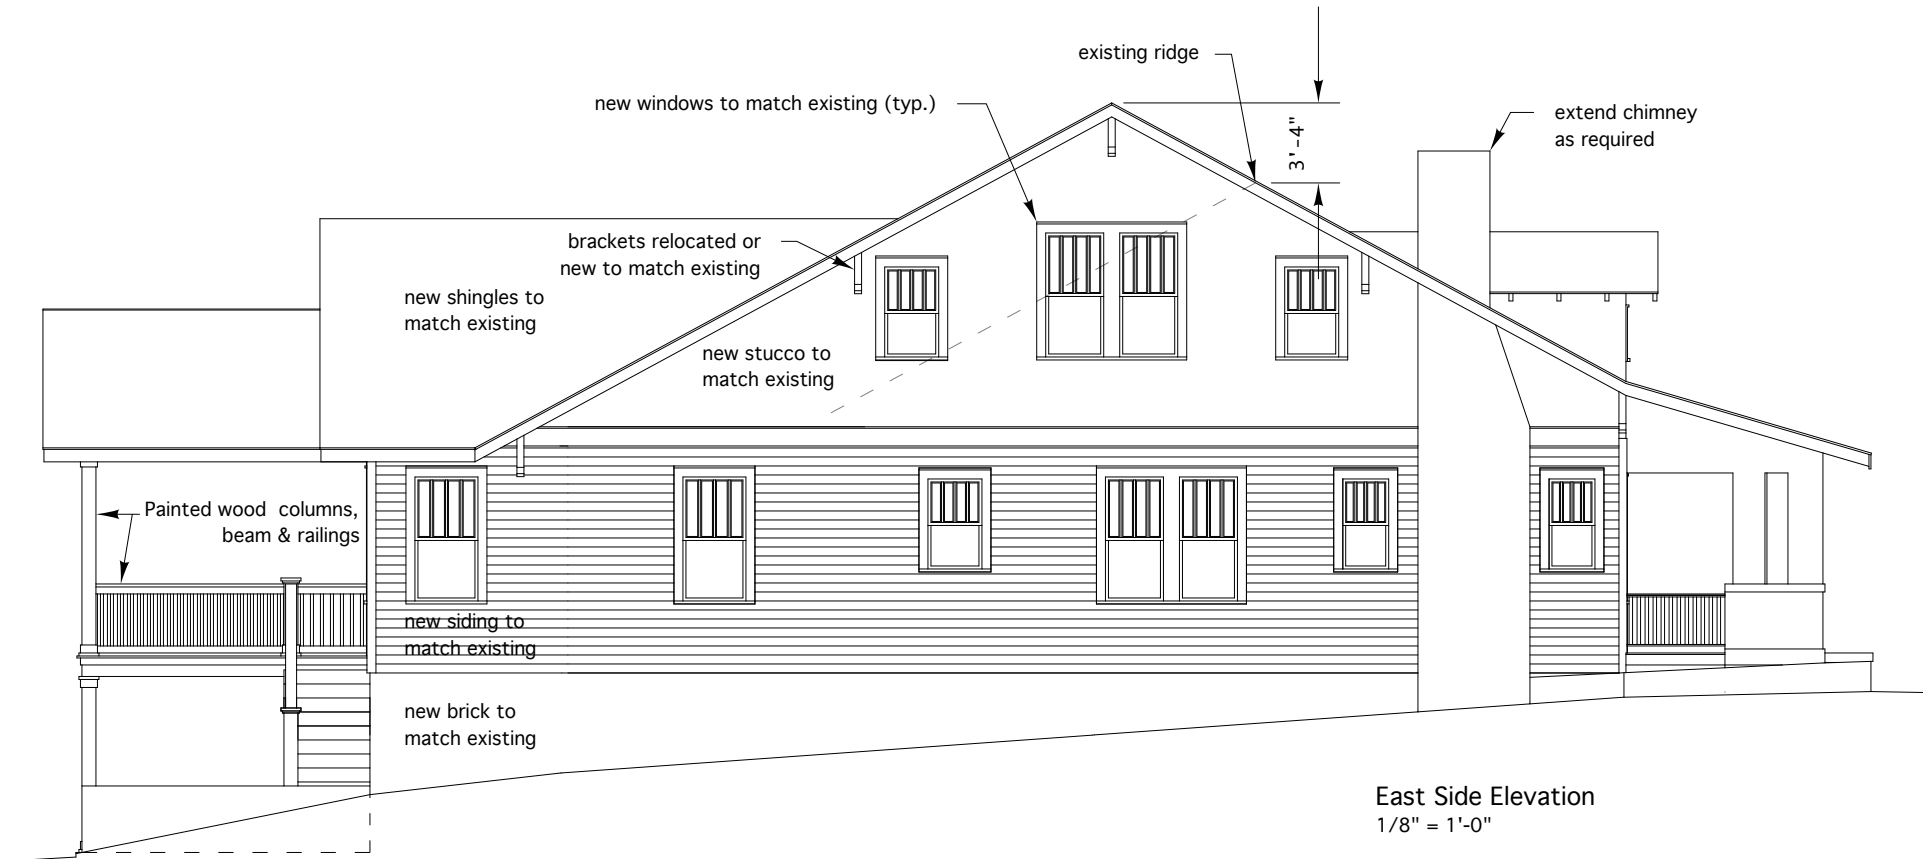 existing ridge
new windows to match existing (typ.)
extend chimney
as required
3'-4"
brackets relocated or
new to match existing
new shingles to
match existing
new stucco to
match existing
Painted wood columns,
beam & railings
new siding to
match existing
new brick to
match existing
East Side Elevation
1/8" = 1'-0"